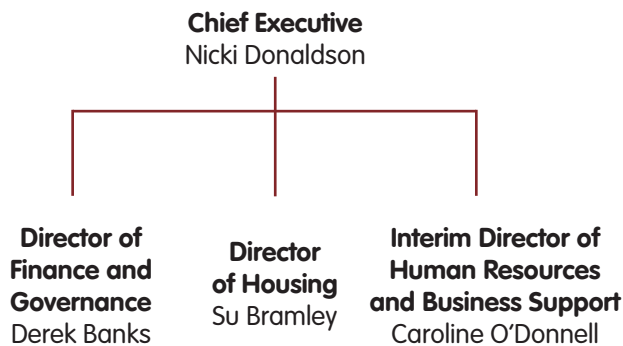 Chief Executive
Nicki Donaldson
Director of
Finance and
Governance
Derek Banks
Director
of Housing
Su Bramley
Interim Director of
Human Resources
and Business Support
Caroline O’Donnell